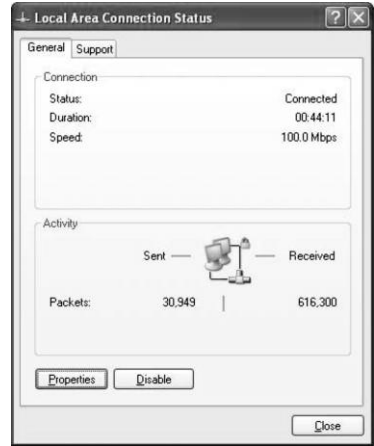 Local Area Connection Status
General Support
Connection
Status: Connected
Duration: 00:44:11
Speed: 100.0 Mbps
Activity
Sent Received
Packets: 30,949 616,300
Properties Disable
Close